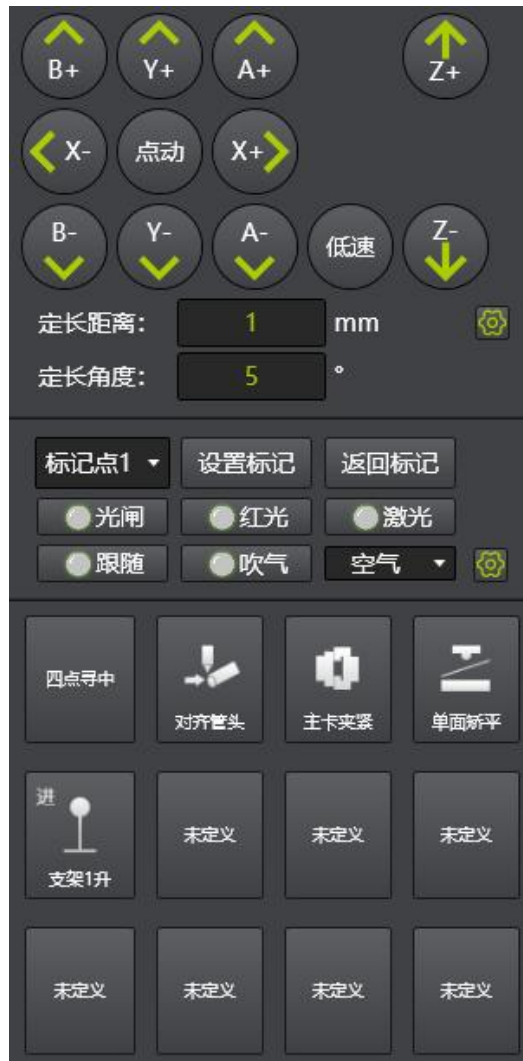 B+ Y+ A+ Z+
X- 点动 X+
B- Y- A- 低速 Z-
定长距离： 1 mm
定长角度： 5 °
标记点1 设置标记 返回标记
光闸 红光 激光
跟随 吹气 空气
四点寻中 对齐管头 主卡夹紧 单面矫平
进
支架1升 未定义 未定义 未定义
未定义 未定义 未定义 未定义